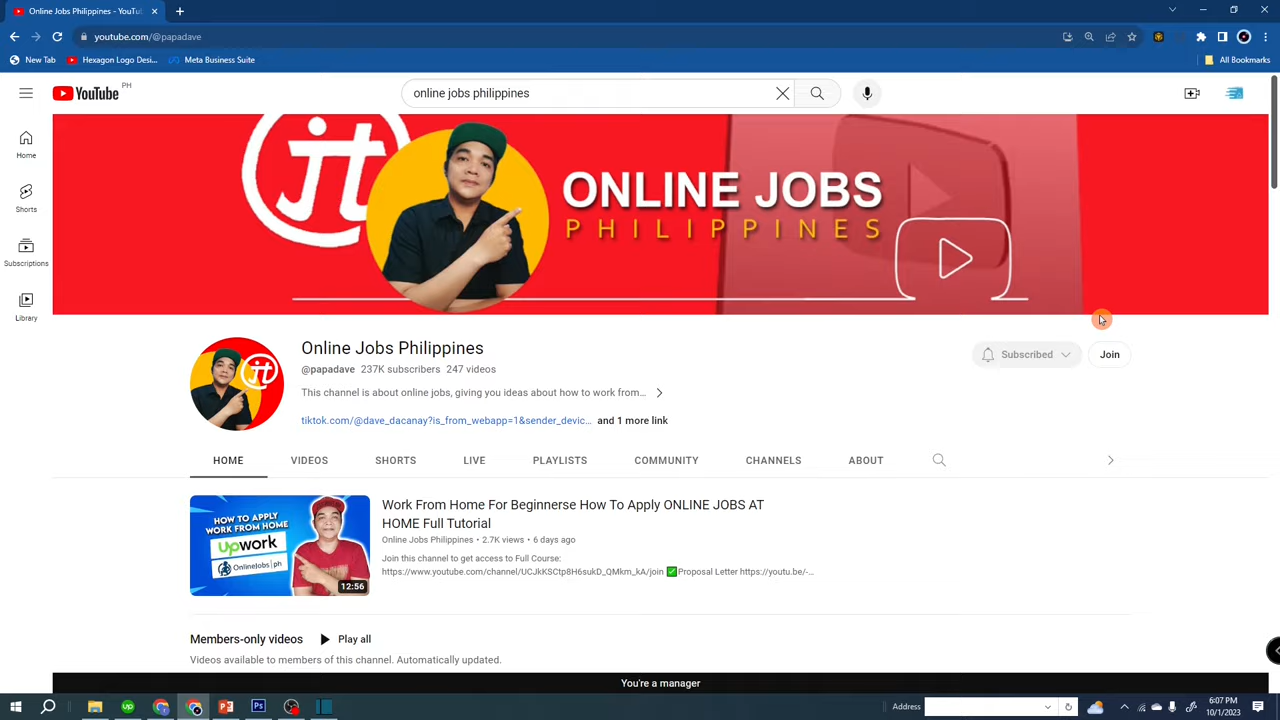 Online Jobs Philippines - YouT
youtube.com/@papadave
New Tab
Hexagon Logo Desi...
Meta Business Suite
All Bookmarks
YouTube
PH
online jobs philippines
Home
Shorts
Subscriptions
Library
jt
ONLINE JOBS
PHILIPPINES
jt
Online Jobs Philippines
@papadave 237K subscribers 247 videos
This channel is about online jobs, giving you ideas about how to work from...
tiktok.com/@dave_dacanay?is_from_webapp=1&sender_devic... and 1 more link
Subscribed
Join
HOME VIDEOS SHORTS LIVE PLAYLISTS COMMUNITY CHANNELS ABOUT
HOW TO APPLY
WORK FROM HOME
upwork
OnlineJobs ph
12:56
Work From Home For Beginnerse How To Apply ONLINE JOBS AT
HOME Full Tutorial
Online Jobs Philippines • 2.7K views • 6 days ago
Join this channel to get access to Full Course:
https://www.youtube.com/channel/UCJkKSCtp8H6sukD_QMkm_kA/join ✅Proposal Letter https://youtu.be/-...
Members-only videos Play all
Videos available to members of this channel. Automatically updated.
You're a manager
up
Ps
Address
6:07 PM
10/1/2023